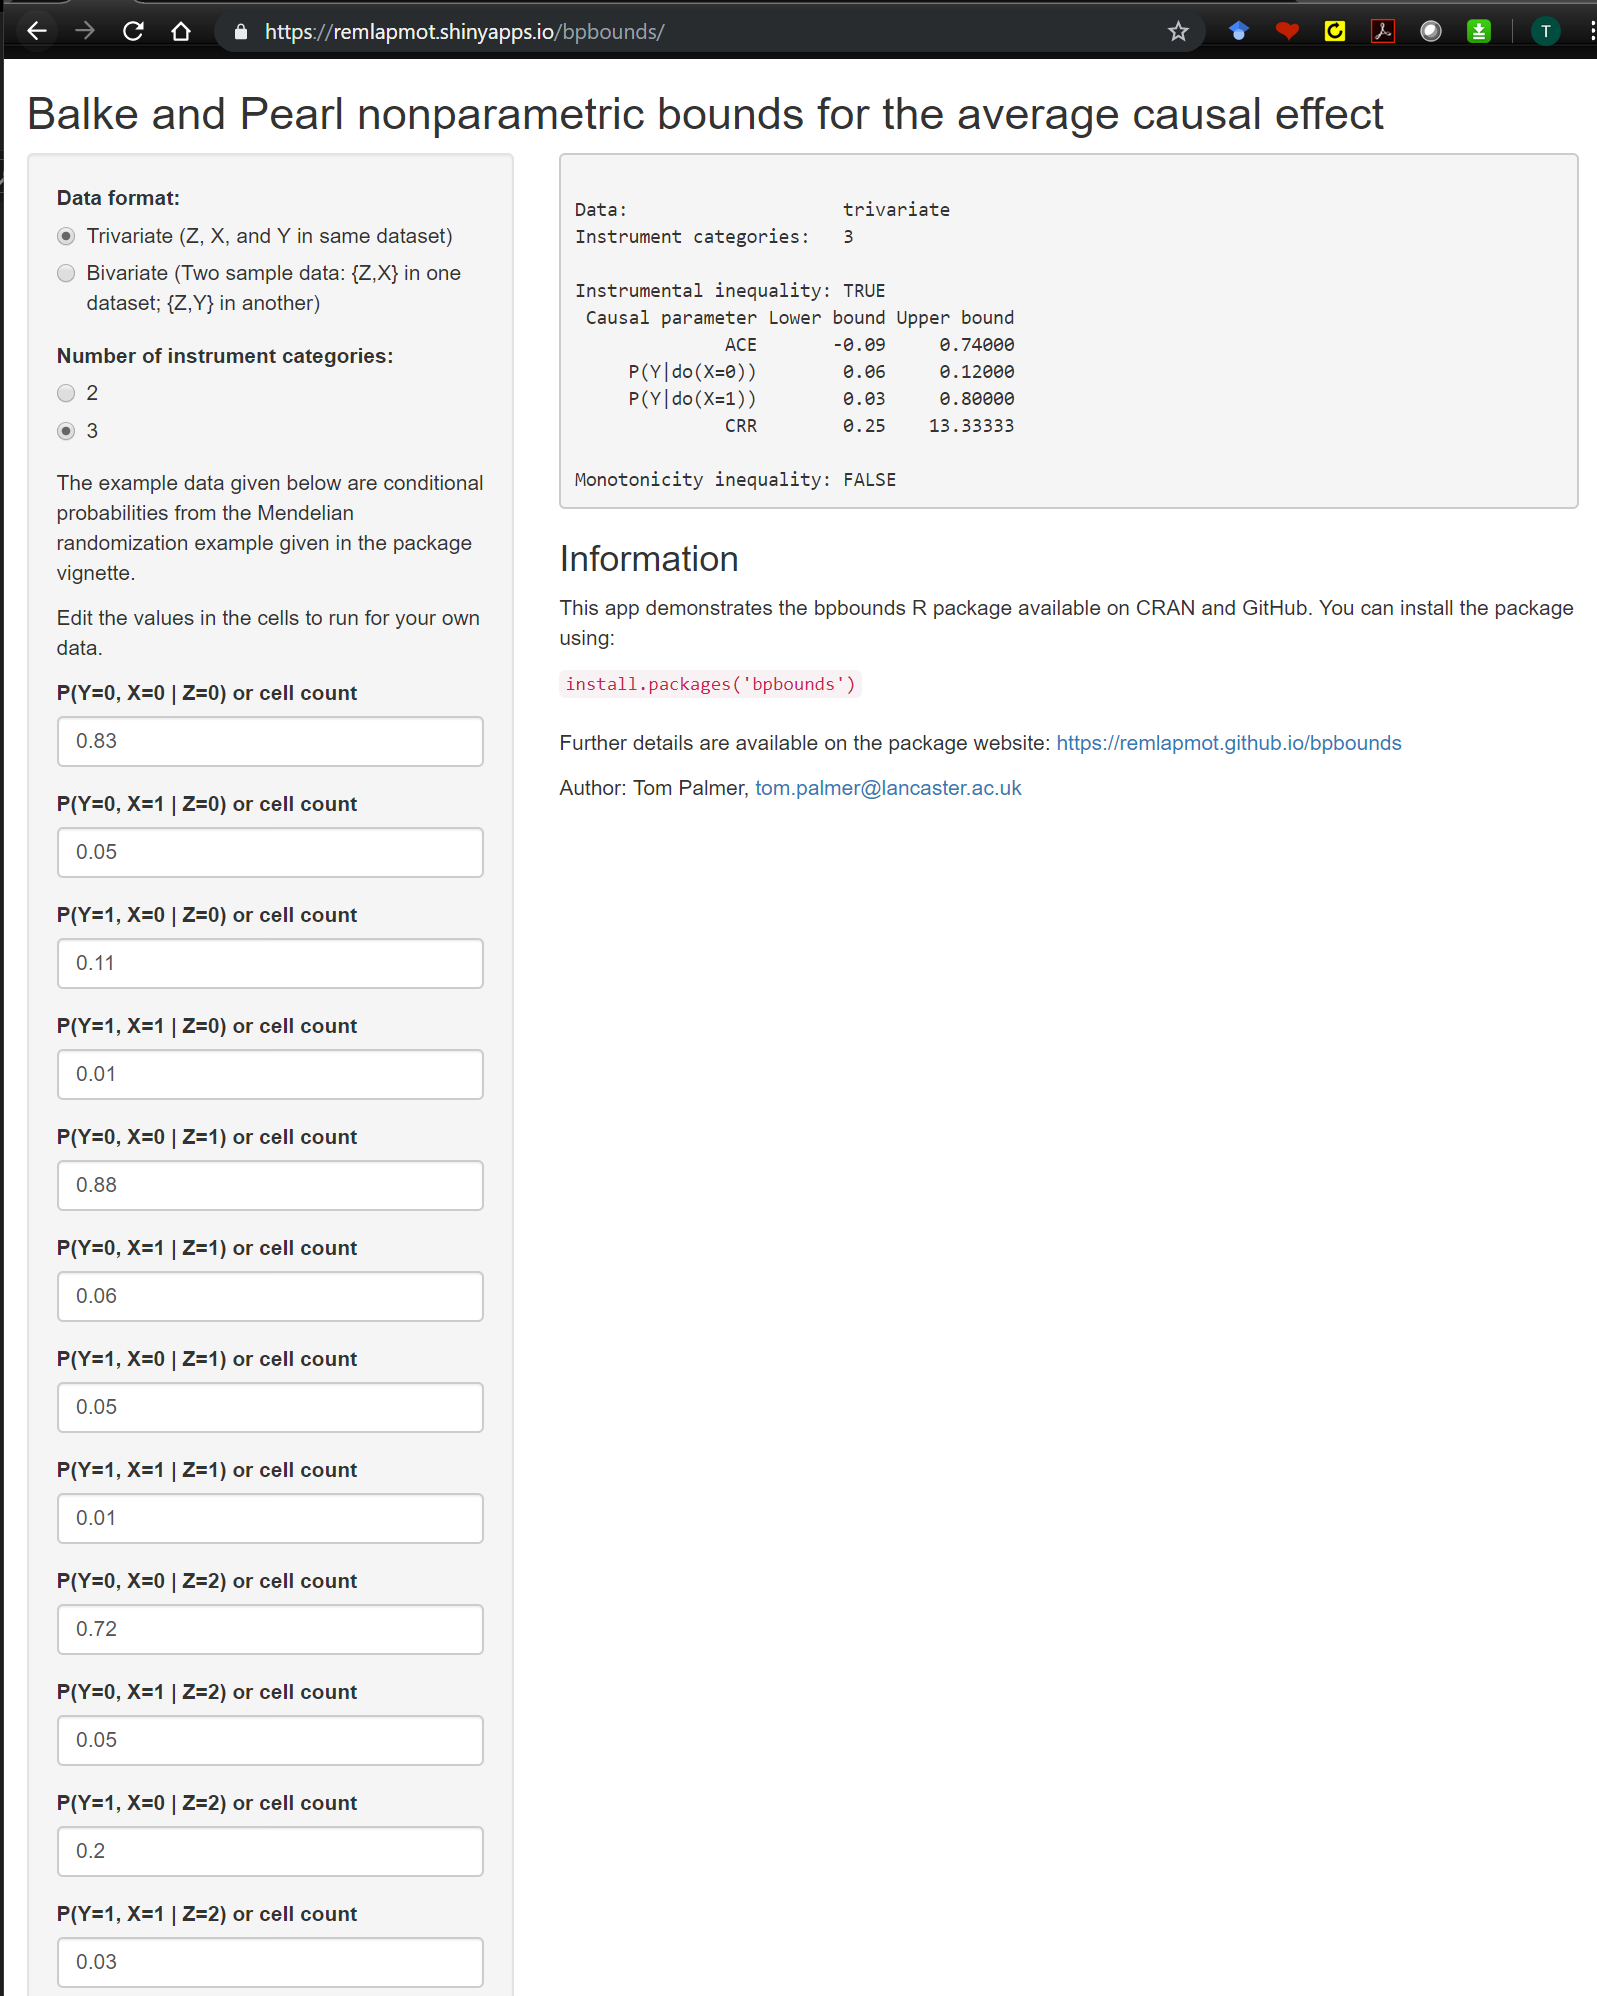 https://remlapmot.shinyapps.io/bpbounds/
T
Balke and Pearl nonparametric bounds for the average causal effect
Data format:
Trivariate (Z, X, and Y in same dataset)
Bivariate (Two sample data: {Z,X} in one
dataset; {Z,Y} in another)
Number of instrument categories:
2
3
The example data given below are conditional
probabilities from the Mendelian
randomization example given in the package
vignette.
Edit the values in the cells to run for your own
data.
P(Y=0, X=0 | Z=0) or cell count
0.83
P(Y=0, X=1 | Z=0) or cell count
0.05
P(Y=1, X=0 | Z=0) or cell count
0.11
P(Y=1, X=1 | Z=0) or cell count
0.01
P(Y=0, X=0 | Z=1) or cell count
0.88
P(Y=0, X=1 | Z=1) or cell count
0.06
P(Y=1, X=0 | Z=1) or cell count
0.05
P(Y=1, X=1 | Z=1) or cell count
0.01
P(Y=0, X=0 | Z=2) or cell count
0.72
P(Y=0, X=1 | Z=2) or cell count
0.05
P(Y=1, X=0 | Z=2) or cell count
0.2
P(Y=1, X=1 | Z=2) or cell count
0.03
Data: trivariate
Instrument categories: 3
Instrumental inequality: TRUE
Causal parameter Lower bound Upper bound
ACE -0.09 0.74000
P(Y|do(X=0)) 0.06 0.12000
P(Y|do(X=1)) 0.03 0.80000
CRR 0.25 13.33333
Monotonicity inequality: FALSE
Information
This app demonstrates the bpbounds R package available on CRAN and GitHub. You can install the package
using:
install.packages('bpbounds')
Further details are available on the package website: https://remlapmot.github.io/bpbounds
Author: Tom Palmer, tom.palmer@lancaster.ac.uk